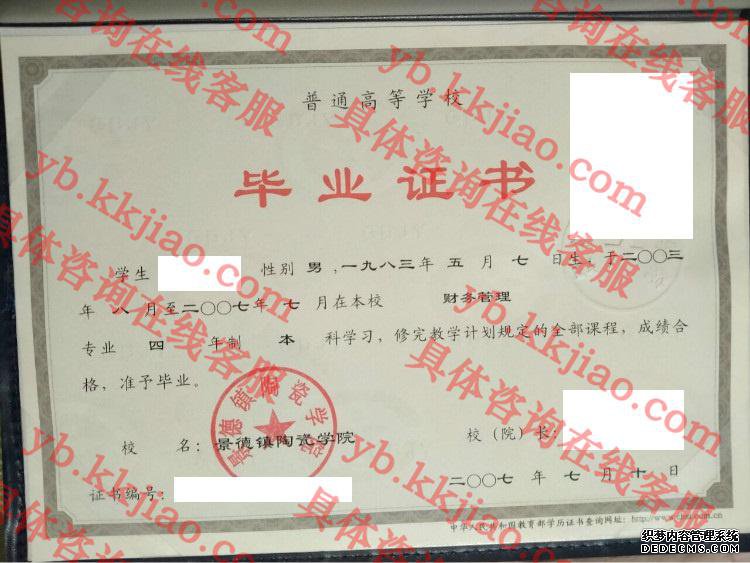 普通高等学校
毕业证书
学生 性别 男 ,一九八三年 五 月 七 日生,于二〇〇三
年 八 月至二〇〇七年 七 月在本校 财务管理
专业 四 年制 本 科学习,修完教学计划规定的全部课程,成绩合
格,准予毕业。
景德镇陶瓷学院
校 名:景德镇陶瓷学院 校(院)长:
二〇〇七 年 七 月 十 日
证书编号:
中华人民共和国教育部学历证书查询网址:http://www.chsi.com.cn
具体咨询在线客服
yb.kkjiao.com
织梦内容管理系统
DEDECMS.COM